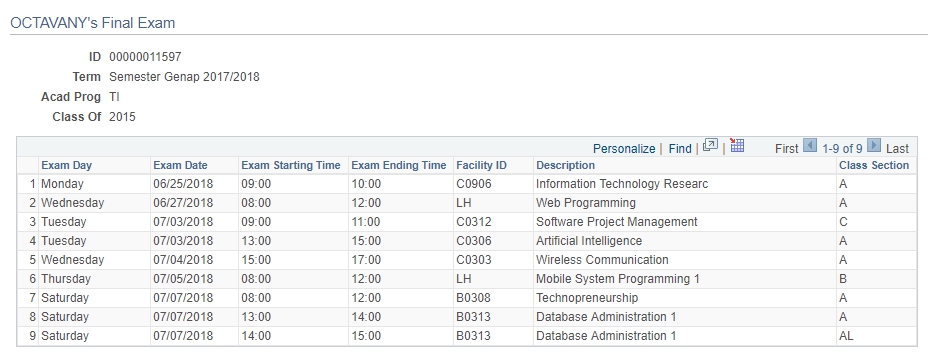 OCTAVANY's Final Exam
ID 00000011597
Term Semester Genap 2017/2018
Acad Prog TI
Class Of 2015
Personalize | Find | | First 1-9 of 9 Last
Exam Day Exam Date Exam Starting Time Exam Ending Time Facility ID Description Class Section
1 Monday 06/25/2018 09:00 10:00 C0906 Information Technology Researc A
2 Wednesday 06/27/2018 08:00 12:00 LH Web Programming A
3 Tuesday 07/03/2018 09:00 11:00 C0312 Software Project Management C
4 Tuesday 07/03/2018 13:00 15:00 C0306 Artificial Intelligence A
5 Wednesday 07/04/2018 15:00 17:00 C0303 Wireless Communication A
6 Thursday 07/05/2018 08:00 12:00 LH Mobile System Programming 1 B
7 Saturday 07/07/2018 08:00 12:00 B0308 Technopreneurship A
8 Saturday 07/07/2018 13:00 14:00 B0313 Database Administration 1 A
9 Saturday 07/07/2018 14:00 15:00 B0313 Database Administration 1 AL